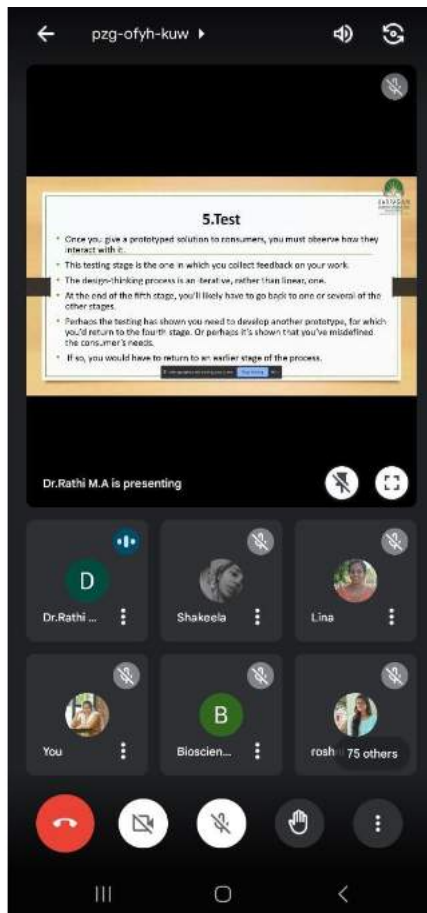 pzg-ofyh-kuw
5.Test
Once you give a prototyped solution to consumers, you must observe how they
interact with it.
This testing stage is the one in which you collect feedback on your work.
The design-thinking process is an iterative, rather than linear, one.
At the end of the fifth stage, you'll likely have to go back to one or several of the
other stages.
Perhaps the testing has shown you need to develop another prototype, for which
you'd return to the fourth stage. Or perhaps it's shown that you've misdefined
the consumer's needs.
If so, you would have to return to an earlier stage of the process.
Dr.Rathi M.A is presenting
D
Dr.Rathi ...
Shakeela
Lina
You
B
Bioscien...
rosh
75 others